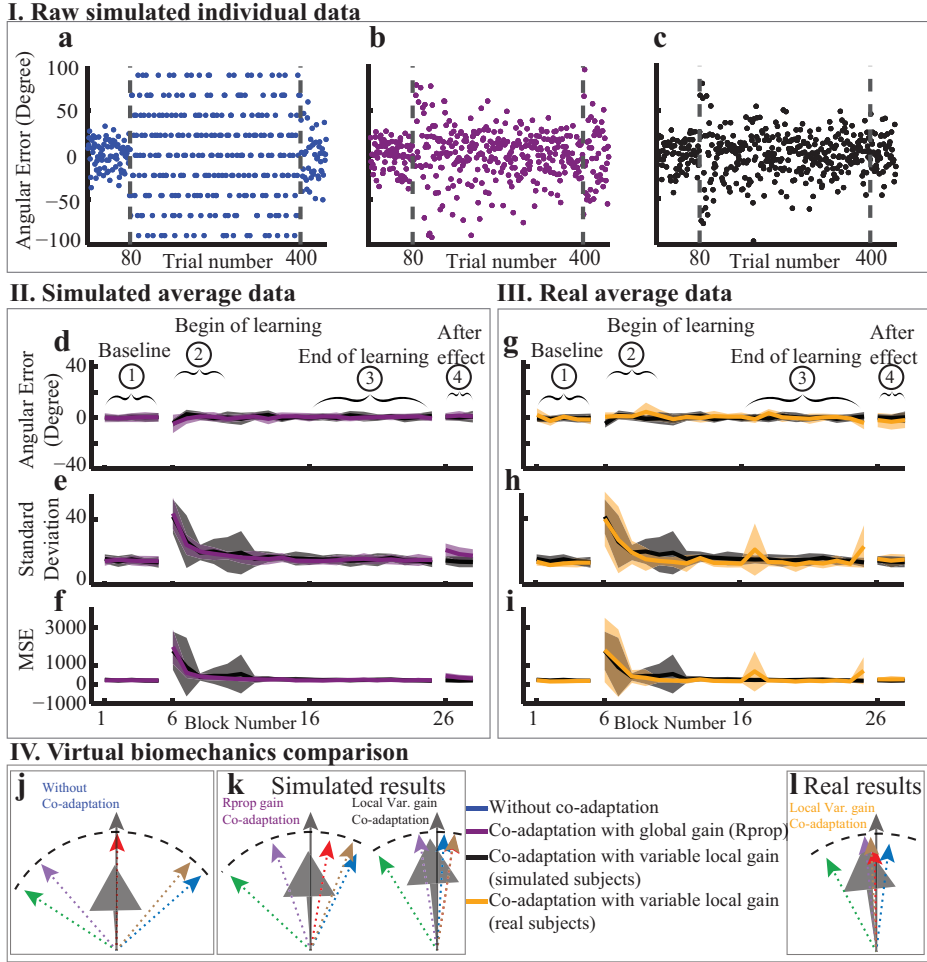 I. Raw simulated individual data
a
b
c
Angular Error (Degree)
100
50
0
−50
−100
80
Trial number
400
80
Trial number
400
80
Trial number
400
II. Simulated average data
III. Real average data
d
Begin of learning
Baseline
2
1
End of learning
3
After
effect
4
Angular Error
(Degree)
40
0
−40
e
Standard
Deviation
40
0
f
MSE
3000
1000
0
−1000
1
6
Block Number
16
26
g
Begin of learning
Baseline
2
1
End of learning
3
After
effect
4
40
0
−40
h
i
1
6
Block Number
16
26
IV. Virtual biomechanics comparison
j
Without
Co-adaptation
k
Simulated results
Rprop gain
Co-adaptation
Local Var. gain
Co-adaptation
Without co-adaptation
Co-adaptation with global gain (Rprop)
Co-adaptation with variable local gain
(simulated subjects)
Co-adaptation with variable local gain
(real subjects)
l
Real results
Local Var. gain
Co-adaptation